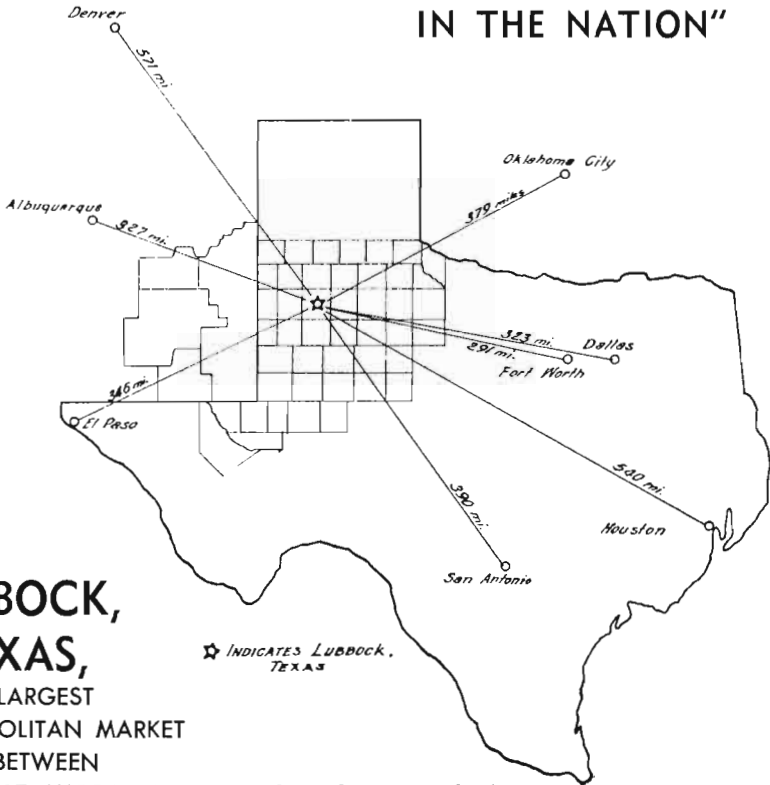 IN THE NATION"
Denver
571 mi.
Oklahoma City
379 miles
Albuquerque
327 mi.
323 mi.
Dallas
291 mi.
Fort Worth
346 mi.
El Paso
540 mi.
390 mi.
Houston
San Antonio
BOCK,
XAS,
☆ INDICATES LUBBOCK,
TEXAS
LARGEST
OLITAN MARKET
BETWEEN